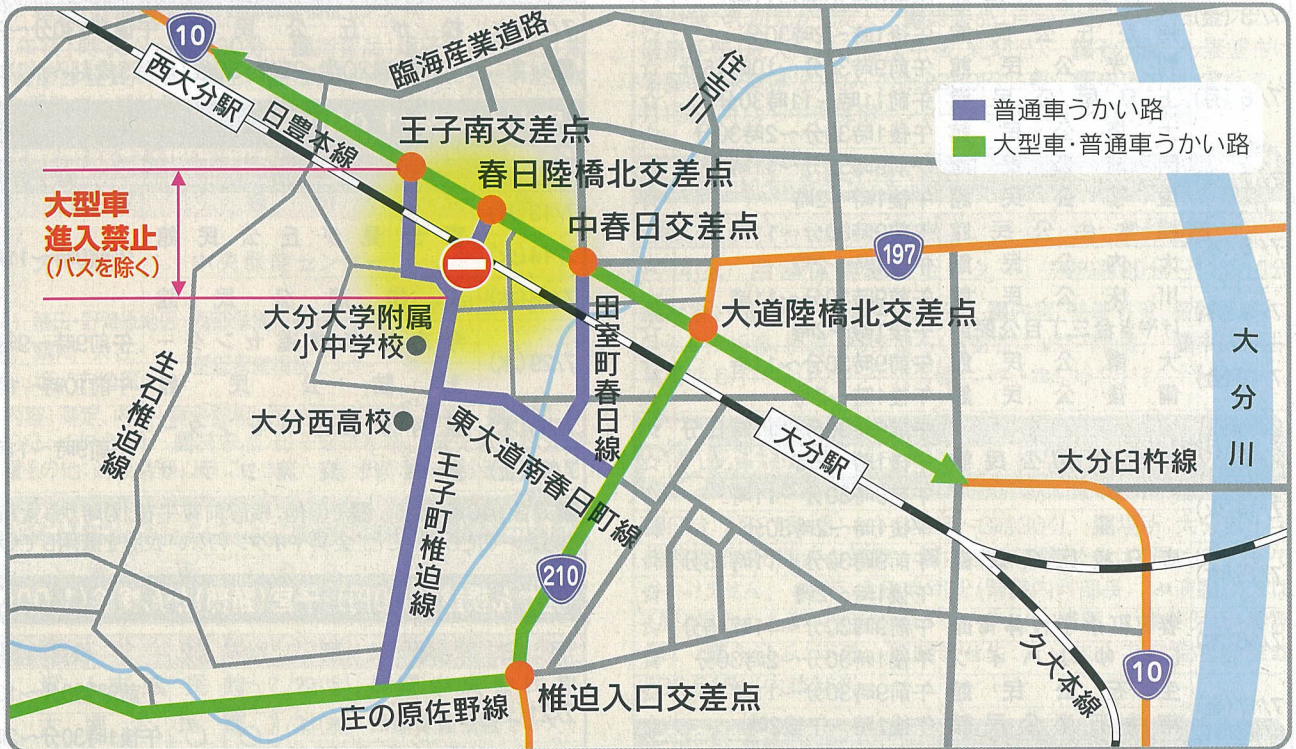 10
臨海産業道路
住吉川
西大分駅
日豊本線
普通車うかい路
大型車・普通車うかい路
王子南交差点
春日陸橋北交差点
中春日交差点
大型車
進入禁止
(バスを除く)
197
大道陸橋北交差点
大分大学附属
小中学校
田室町春日線
大分川
生石椎迫線
大分西高校
東大道南春日町線
大分駅
大分臼杵線
王子町椎迫線
210
久大本線
10
椎迫入口交差点
庄の原佐野線